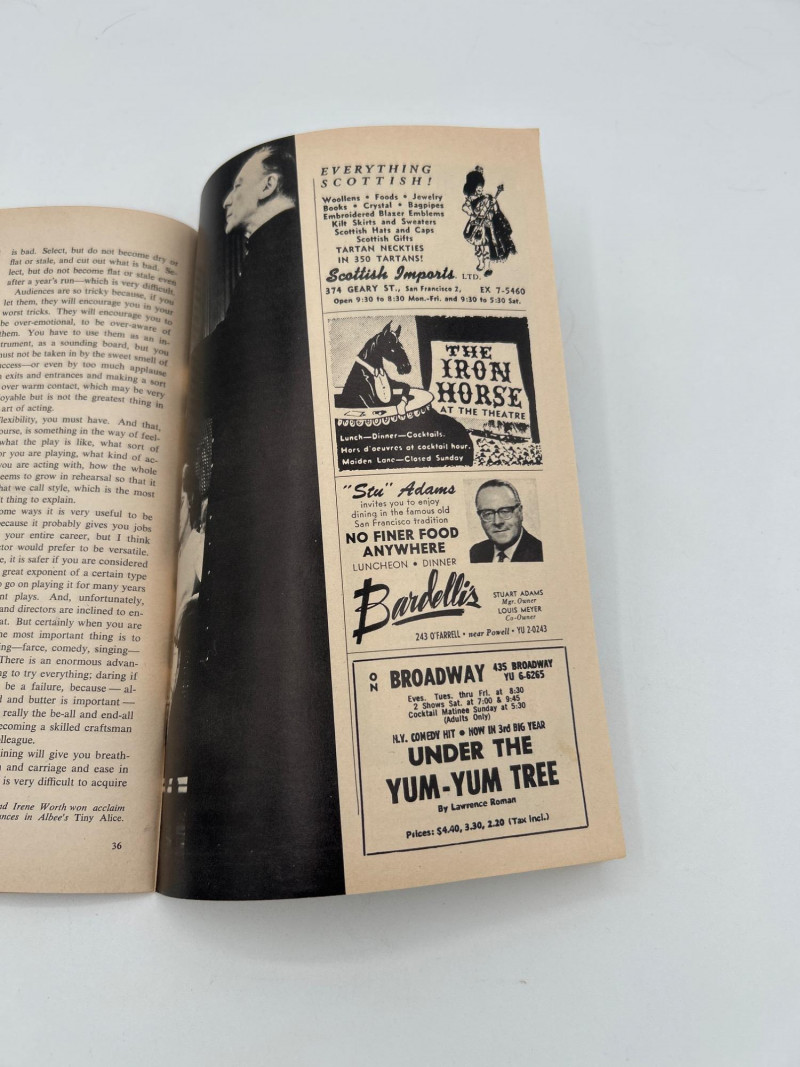 is bad. Select, but do not become dry or
flat or stale, and cut out what is bad. Se-
lect, but do not become flat or stale even
after a year's run—which is very difficult.
Audiences are so tricky because, if you
let them, they will encourage you in your
worst tricks. They will encourage you to
be over-emotional, to be over-aware of
them. You have to use them as an in-
trument, as a sounding board, but you
ust not be taken in by the sweet smell of
ccess—or even by too much applause
exits and entrances and making a sort
over warm contact, which may be very
oyable but is not the greatest thing in
art of acting.
lexibility, you must have. And that,
ourse, is something in the way of feel-
what the play is like, what sort of
or you are playing, what kind of ac-
you are acting with, how the whole
eems to grow in rehearsal so that it
hat we call style, which is the most
t thing to explain.
ome ways it is very useful to be
ecause it probably gives you jobs
your entire career, but I think
ctor would prefer to be versatile.
e, it is safer if you are considered
great exponent of a certain type
o go on playing it for many years
nt plays. And, unfortunately,
and directors are inclined to en-
at. But certainly when you are
he most important thing is to
ing—farce, comedy, singing—
There is an enormous advan-
ng to try everything; daring if
be a failure, because — al-
d and butter is important —
really the be-all and end-all
ecoming a skilled craftsman
lleague.
ining will give you breath-
n and carriage and ease in
is very difficult to acquire
nd Irene Worth won acclaim
ances in Albee's Tiny Alice.
36
EVERYTHING
SCOTTISH!
Woollens • Foods • Jewelry
Books • Crystal • Bagpipes
Embroidered Blazer Emblems
Kilt Skirts and Sweaters
Scottish Hats and Caps
Scottish Gifts
TARTAN NECKTIES
IN 350 TARTANS!
Scottish Imports LTD.
374 GEARY ST., San Francisco 2, EX 7-5460
Open 9:30 to 8:30 Mon.-Fri. and 9:30 to 5:30 Sat.
THE
IRON
HORSE
AT THE THEATRE
Lunch—Dinner—Cocktails.
Hors d'oeuvres at cocktail hour.
Maiden Lane—Closed Sunday
"Stu" Adams
invites you to enjoy
dining in the famous old
San Francisco tradition
NO FINER FOOD
ANYWHERE
LUNCHEON • DINNER
Bardelli's
STUART ADAMS
Mgr. Owner
LOUIS MEYER
Co-Owner
243 O'FARRELL • near Powell • YU 2-0243
ON BROADWAY 435 BROADWAY
YU 6-6265
Eves. Tues. thru Fri. at 8:30
2 Shows Sat. at 7:00 & 9:45
Cocktail Matinee Sunday at 5:30
(Adults Only)
N.Y. COMEDY HIT • NOW IN 3rd BIG YEAR
UNDER THE
YUM-YUM TREE
By Lawrence Roman
Prices: $4.40, 3.30, 2.20 (Tax Incl.)